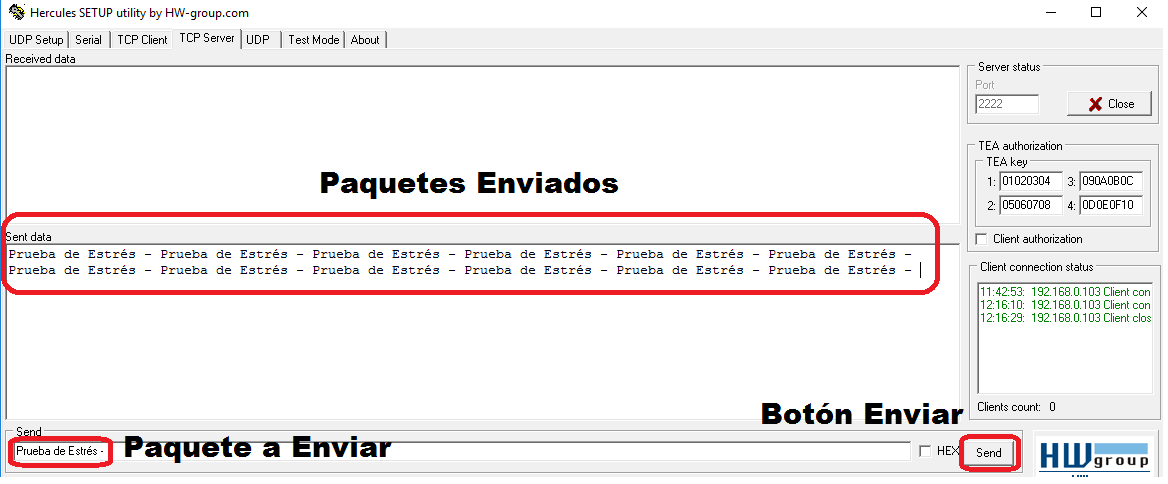 Hercules SETUP utility by HW-group.com
UDP Setup Serial TCP Client TCP Server UDP Test Mode About
Received data
Server status
Port
2222 Close
TEA authorization
TEA key
1: 01020304 3: 090A0B0C
2: 05060708 4: 0D0E0F10
Client authorization
Paquetes Enviados
Sent data
Prueba de Estrés - Prueba de Estrés - Prueba de Estrés - Prueba de Estrés - Prueba de Estrés - Prueba de Estrés -
Prueba de Estrés - Prueba de Estrés - Prueba de Estrés - Prueba de Estrés - Prueba de Estrés - Prueba de Estrés -
Client connection status
11:42:53: 192.168.0.103 Client con
12:16:10: 192.168.0.103 Client con
12:16:29: 192.168.0.103 Client clos
Clients count: 0
Botón Enviar
Send
Prueba de Estrés -
Paquete a Enviar
HEX
Send
HW group